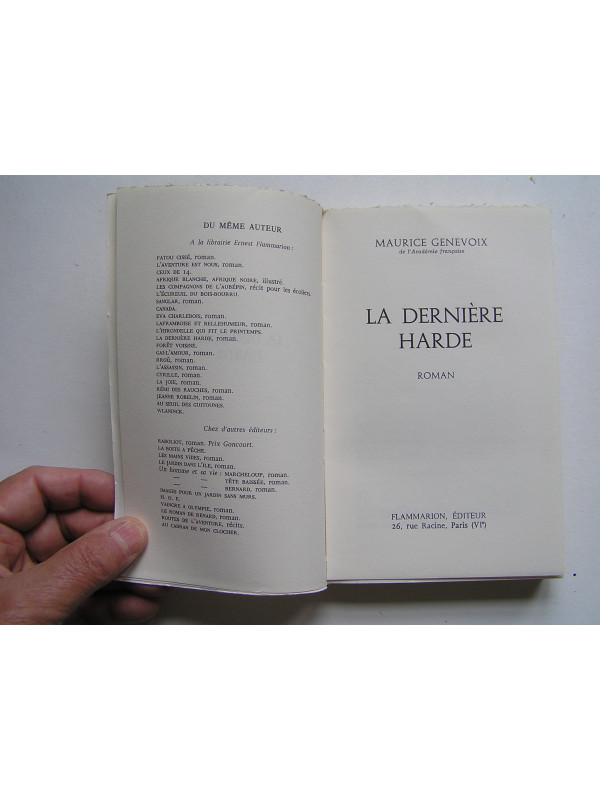 DU MÊME AUTEUR
A la librairie Ernest Flammarion :
FATOU CISSÉ, roman.
L'AVENTURE EST NOUS, roman.
CEUX DE 14.
AFRIQUE BLANCHE, AFRIQUE NOIRE, illustré.
LES COMPAGNONS DE L'AUBÉPIN, récit pour les écoliers.
L'ÉCUREUIL DU BOIS-BOURRU.
SANGLAR, roman.
CANADA.
EVA CHARLEBOIS, roman.
LAFRAMBOISE ET BELLEHUMEUR, roman.
L'HIRONDELLE QUI FIT LE PRINTEMPS.
LA DERNIÈRE HARDE, roman.
FORÊT VOISINE.
GAI-L'AMOUR, roman.
RROÛ, roman.
L'ASSASSIN, roman.
CYRILLE, roman.
LA JOIE, roman.
RÉMI DES RAUCHES, roman.
JEANNE ROBELIN, roman.
AU SEUIL DES GUITOUNES.
VLAMINCK.
Chez d'autres éditeurs :
RABOLIOT, roman. Prix Goncourt.
LA BOITE A PÊCHE.
LES MAINS VIDES, roman.
LE JARDIN DANS L'ÎLE, roman.
Un homme et sa vie : MARCHELOUP, roman.
— — TÊTE BAISSÉE, roman.
— — BERNARD, roman.
IMAGES POUR UN JARDIN SANS MURS.
H. O. E.
VAINCRE A OLYMPIE, roman.
LE ROMAN DE RENARD, roman.
ROUTES DE L'AVENTURE, récits.
AU CADRAN DE MON CLOCHER.
MAURICE GENEVOIX
de l'Académie française
LA DERNIÈRE
HARDE
ROMAN
FLAMMARION, ÉDITEUR
26, rue Racine, Paris (VIe)